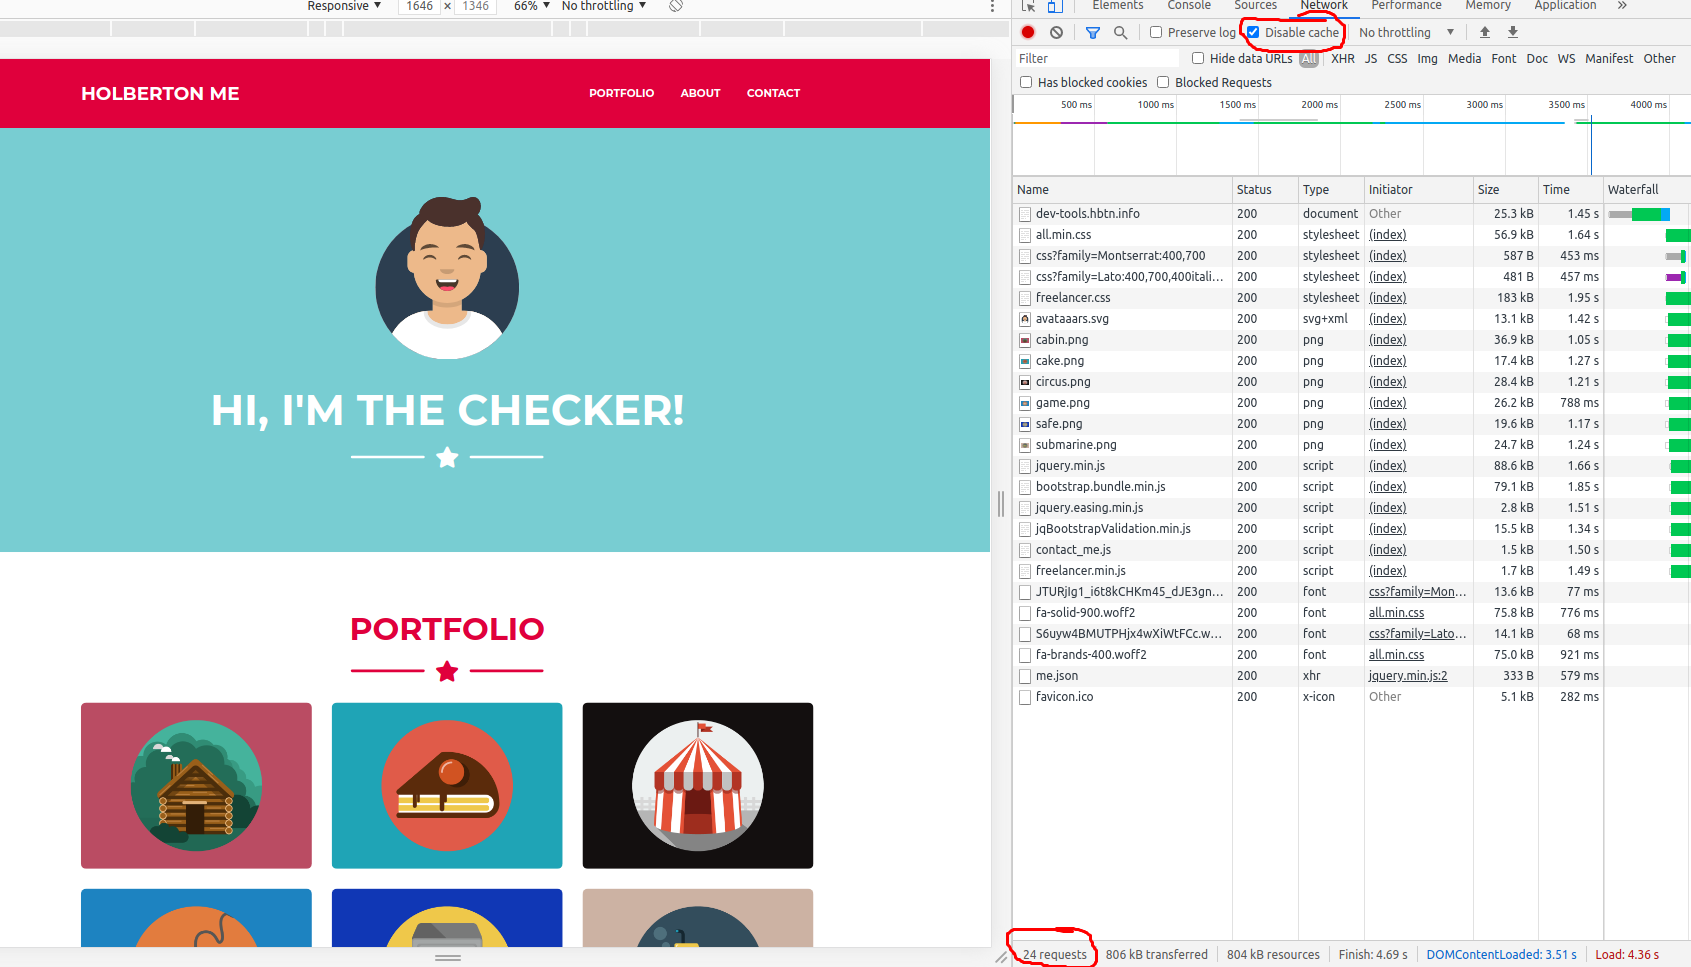 Responsive ▼ 1646 × 1346 66% ▼ No throttling ▼
Elements Console Sources Network Performance Memory Application »
Preserve log Disable cache No throttling ▼
Filter Hide data URLs All XHR JS CSS Img Media Font Doc WS Manifest Other
Has blocked cookies Blocked Requests
500 ms 1000 ms 1500 ms 2000 ms 2500 ms 3000 ms 3500 ms 4000 ms
HOLBERTON ME PORTFOLIO ABOUT CONTACT
HI, I'M THE CHECKER!
PORTFOLIO
Name Status Type Initiator Size Time Waterfall
dev-tools.hbtn.info 200 document Other 25.3 kB 1.45 s
all.min.css 200 stylesheet (index) 56.9 kB 1.64 s
css?family=Montserrat:400,700 200 stylesheet (index) 587 B 453 ms
css?family=Lato:400,700,400itali... 200 stylesheet (index) 481 B 457 ms
freelancer.css 200 stylesheet (index) 183 kB 1.95 s
avataaars.svg 200 svg+xml (index) 13.1 kB 1.42 s
cabin.png 200 png (index) 36.9 kB 1.05 s
cake.png 200 png (index) 17.4 kB 1.27 s
circus.png 200 png (index) 28.4 kB 1.21 s
game.png 200 png (index) 26.2 kB 788 ms
safe.png 200 png (index) 19.6 kB 1.17 s
submarine.png 200 png (index) 24.7 kB 1.24 s
jquery.min.js 200 script (index) 88.6 kB 1.66 s
bootstrap.bundle.min.js 200 script (index) 79.1 kB 1.85 s
jquery.easing.min.js 200 script (index) 2.8 kB 1.51 s
jqBootstrapValidation.min.js 200 script (index) 15.5 kB 1.34 s
contact_me.js 200 script (index) 1.5 kB 1.50 s
freelancer.min.js 200 script (index) 1.7 kB 1.49 s
JTURjIg1_i6t8kCHKm45_dJE3gn... 200 font css?family=Mon... 13.6 kB 77 ms
fa-solid-900.woff2 200 font all.min.css 75.8 kB 776 ms
S6uyw4BMUTPHjx4wXiWtFCc.w... 200 font css?family=Lato... 14.1 kB 68 ms
fa-brands-400.woff2 200 font all.min.css 75.0 kB 921 ms
me.json 200 xhr jquery.min.js:2 333 B 579 ms
favicon.ico 200 x-icon Other 5.1 kB 282 ms
24 requests 806 kB transferred 804 kB resources Finish: 4.69 s DOMContentLoaded: 3.51 s Load: 4.36 s